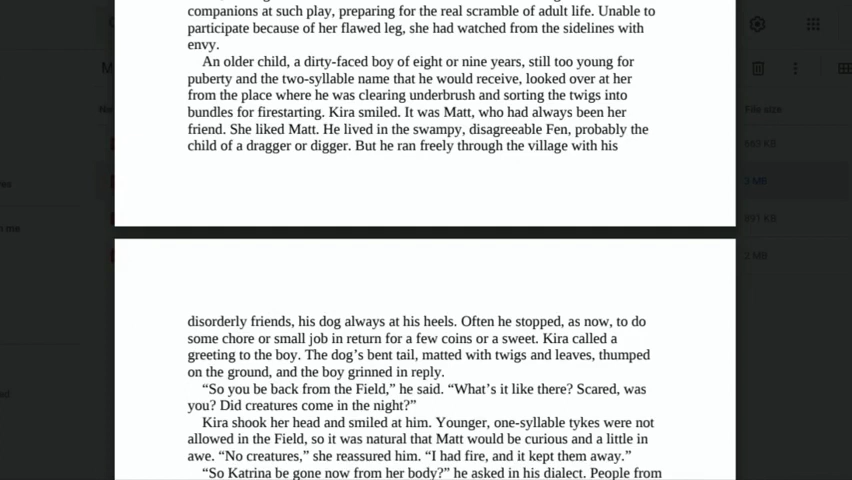 companions at such play, preparing for the real scramble of adult life. Unable to
participate because of her flawed leg, she had watched from the sidelines with
envy.
An older child, a dirty-faced boy of eight or nine years, still too young for
puberty and the two-syllable name that he would receive, looked over at her
from the place where he was clearing underbrush and sorting the twigs into
bundles for firestarting. Kira smiled. It was Matt, who had always been her
friend. She liked Matt. He lived in the swampy, disagreeable Fen, probably the
child of a dragger or digger. But he ran freely through the village with his
disorderly friends, his dog always at his heels. Often he stopped, as now, to do
some chore or small job in return for a few coins or a sweet. Kira called a
greeting to the boy. The dog’s bent tail, matted with twigs and leaves, thumped
on the ground, and the boy grinned in reply.
“So you be back from the Field,” he said. “What’s it like there? Scared, was
you? Did creatures come in the night?”
Kira shook her head and smiled at him. Younger, one-syllable tykes were not
allowed in the Field, so it was natural that Matt would be curious and a little in
awe. “No creatures,” she reassured him. “I had fire, and it kept them away.”
“So Katrina be gone now from her body?” he asked in his dialect. People from
File size
663 KB
3 MB
891 KB
2 MB